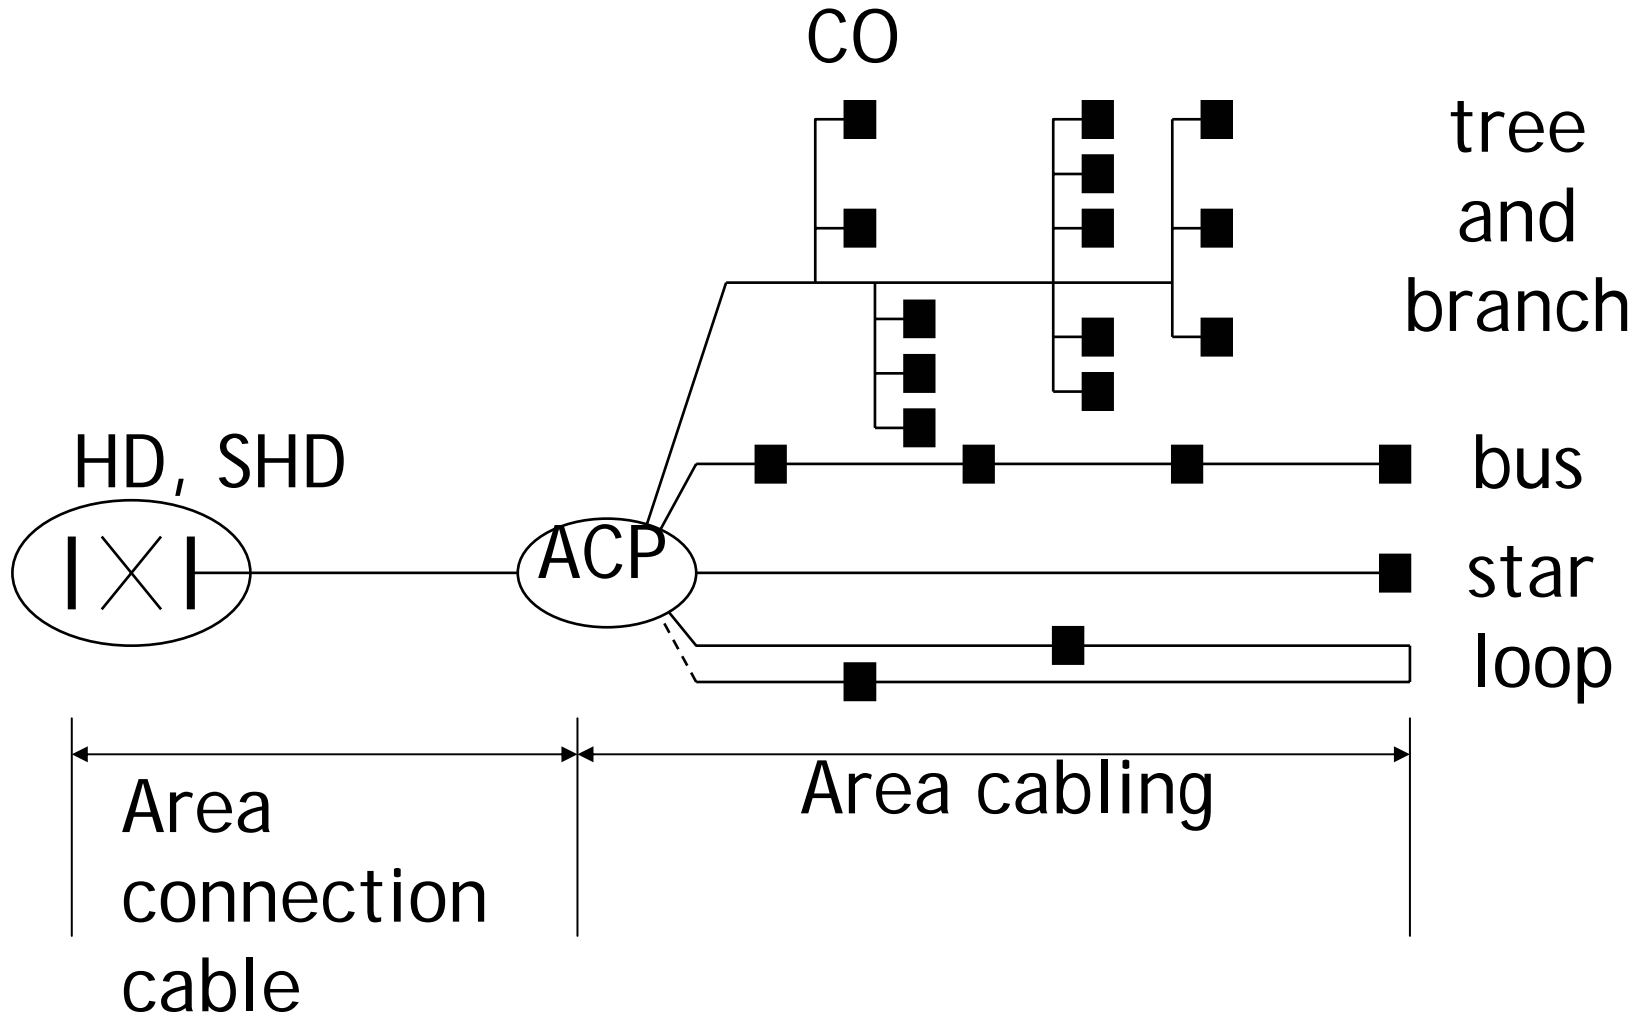 CO
tree
and
branch
HD, SHD
bus
ACP
star
loop
Area cabling
Area
connection
cable